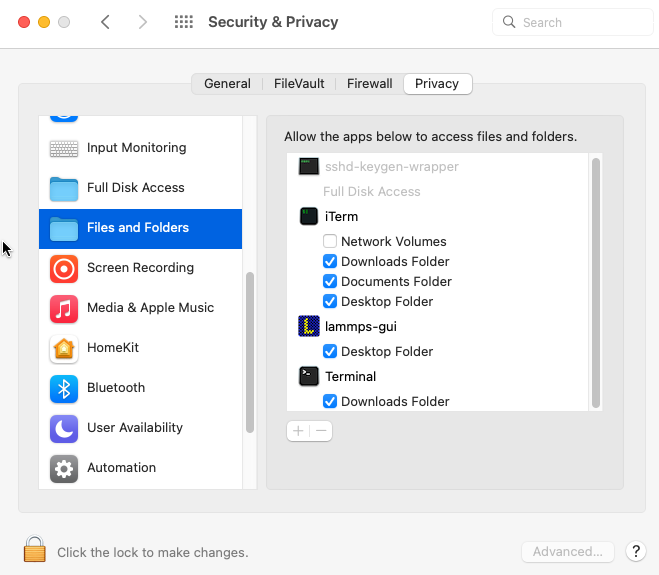 Security & Privacy
Search
General
FileVault
Firewall
Privacy
Input Monitoring
Full Disk Access
Files and Folders
Screen Recording
Media & Apple Music
HomeKit
Bluetooth
User Availability
Automation
Allow the apps below to access files and folders.
sshd-keygen-wrapper
Full Disk Access
iTerm
Network Volumes
Downloads Folder
Documents Folder
Desktop Folder
lammps-gui
Desktop Folder
Terminal
Downloads Folder
Click the lock to make changes.
Advanced...
?